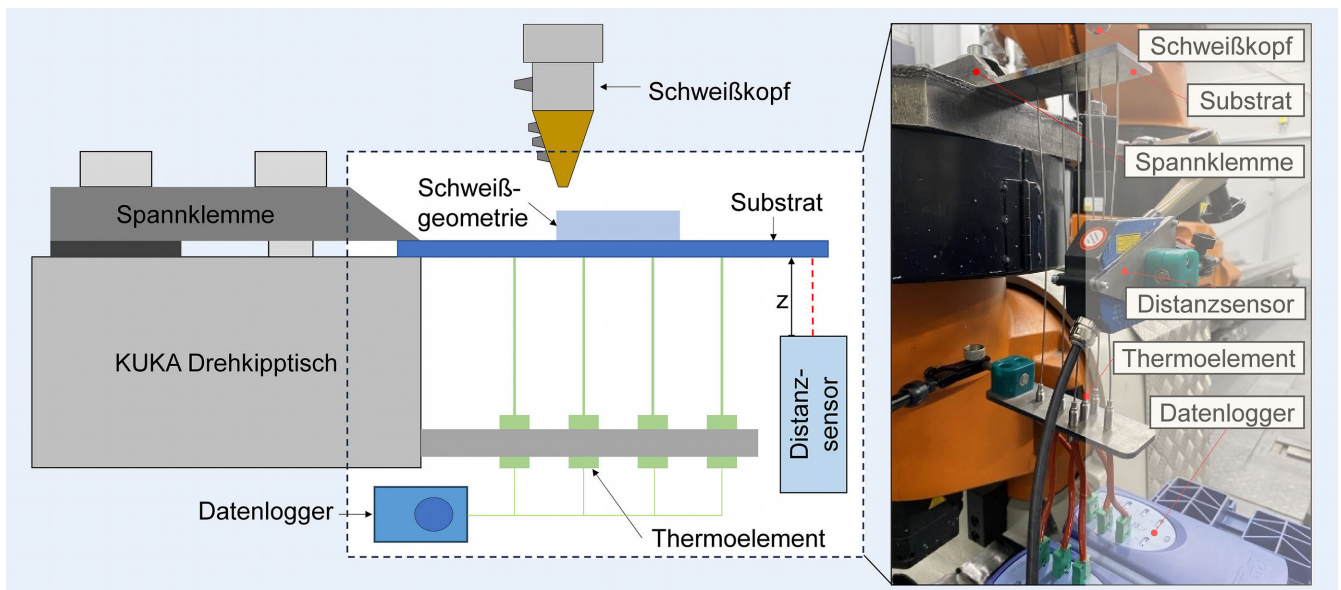 Schweißkopf
Schweiß-
geometrie
Substrat
Spannklemme
z
KUKA Drehkipptisch
Distanz-
sensor
Datenlogger
Thermoelement
Schweißkopf
Substrat
Spannklemme
Distanzsensor
Thermoelement
Datenlogger